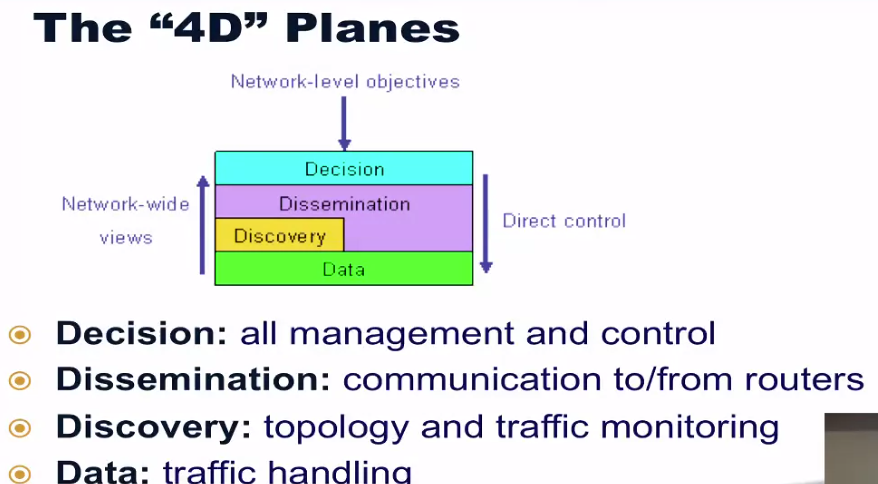 The “4D” Planes
Network-level objectives
Decision
Network-wide
views
Dissemination
Direct control
Discovery
Data
Decision: all management and control
Dissemination: communication to/from routers
Discovery: topology and traffic monitoring
Data: traffic handling